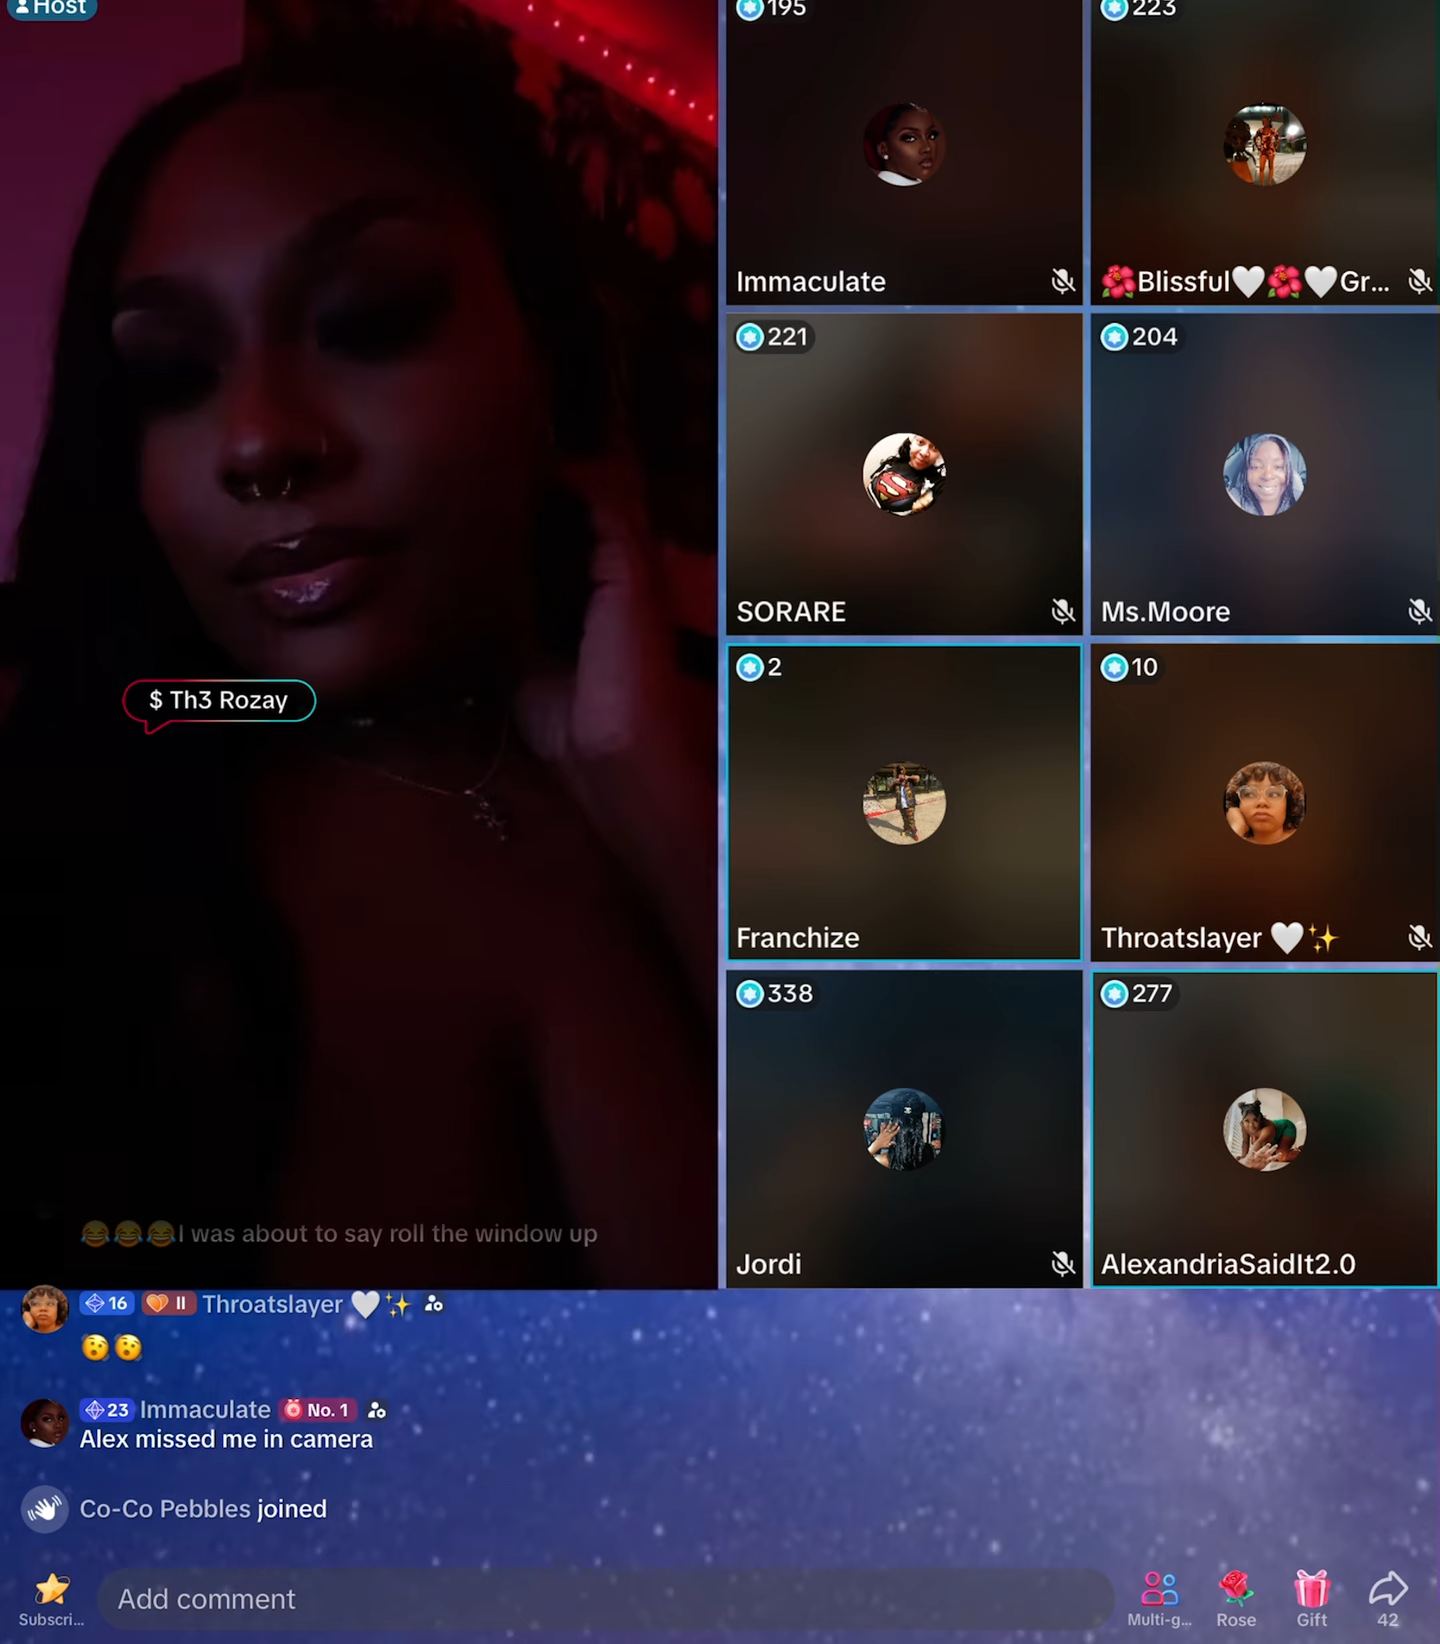 Host
195
223
Immaculate
🌺Blissful🤍🌺🤍Gr...
221
204
SORARE
Ms.Moore
$ Th3 Rozay
2
10
Franchize
Throatslayer 🤍✨
338
277
Jordi
AlexandriaSaidIt2.0
😂😂😂I was about to say roll the window up
16 II Throatslayer 🤍✨
🫢🫢
23 Immaculate No. 1
Alex missed me in camera
Co-Co Pebbles joined
Add comment
Subscri...
Multi-g...
Rose
Gift
42